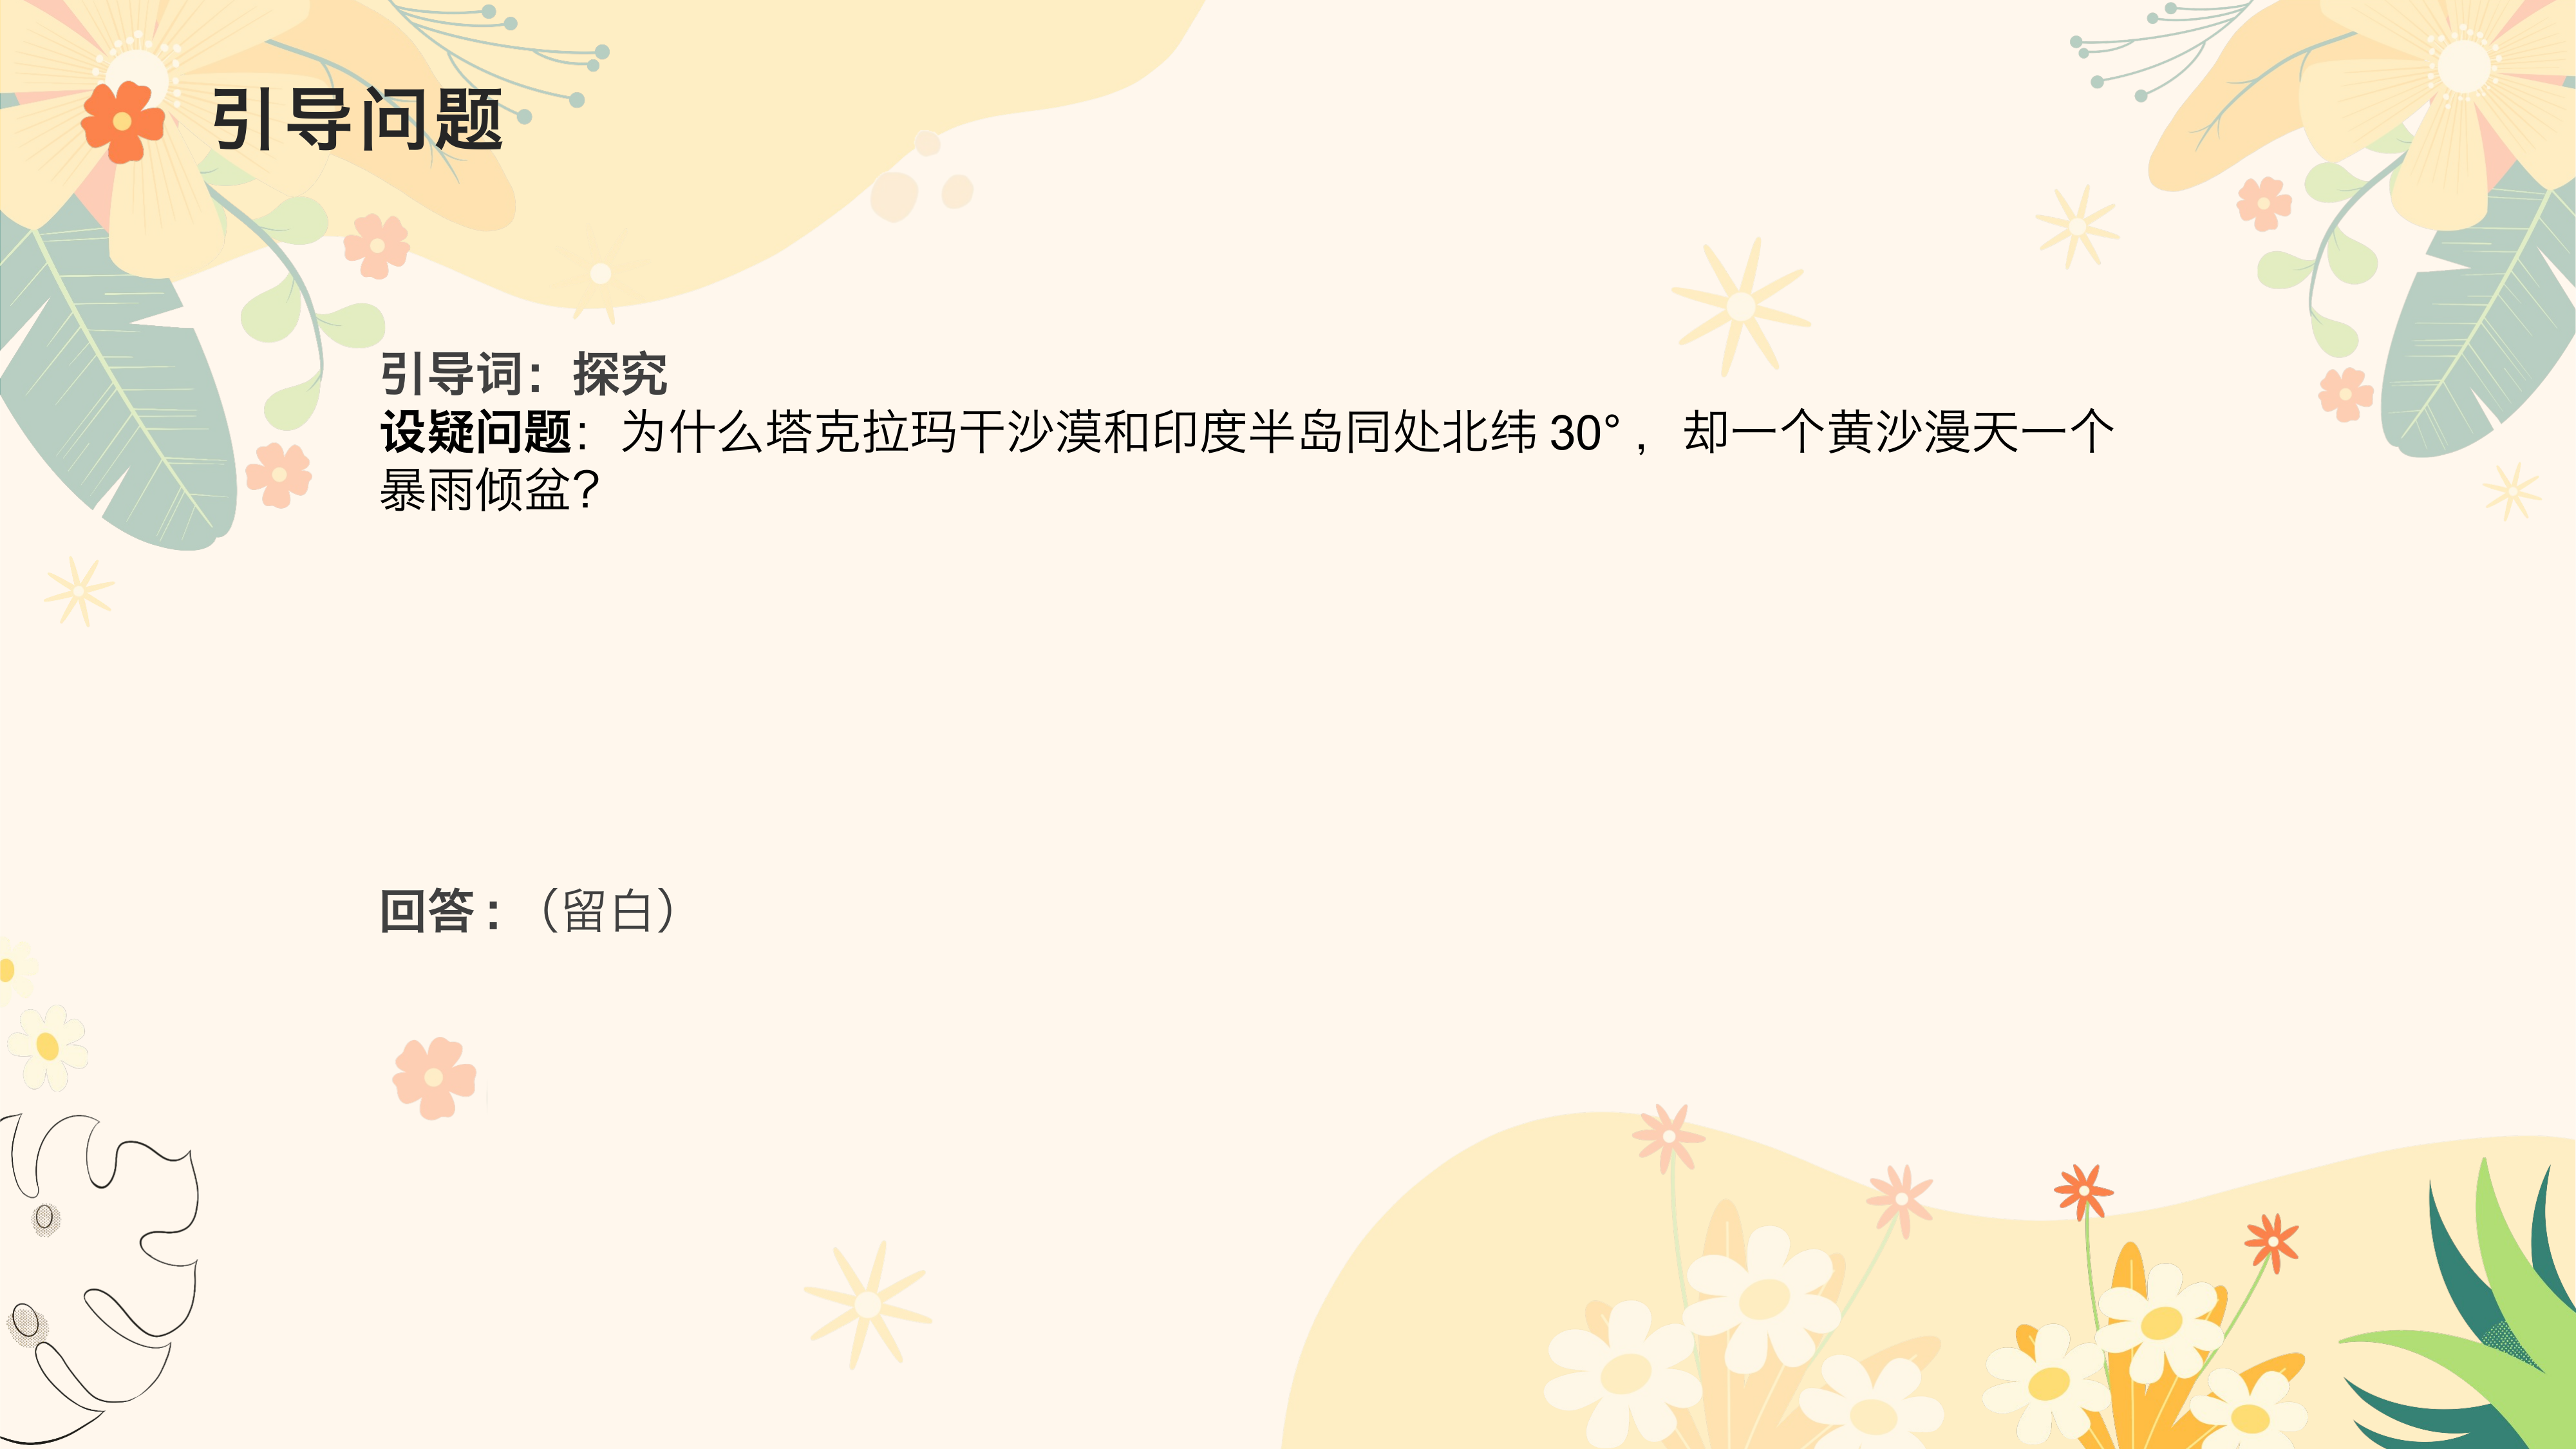 引导问题
引导词：探究
设疑问题：为什么塔克拉玛干沙漠和印度半岛同处北纬30°，却一个黄沙漫天一个
暴雨倾盆？
回答：（留白）